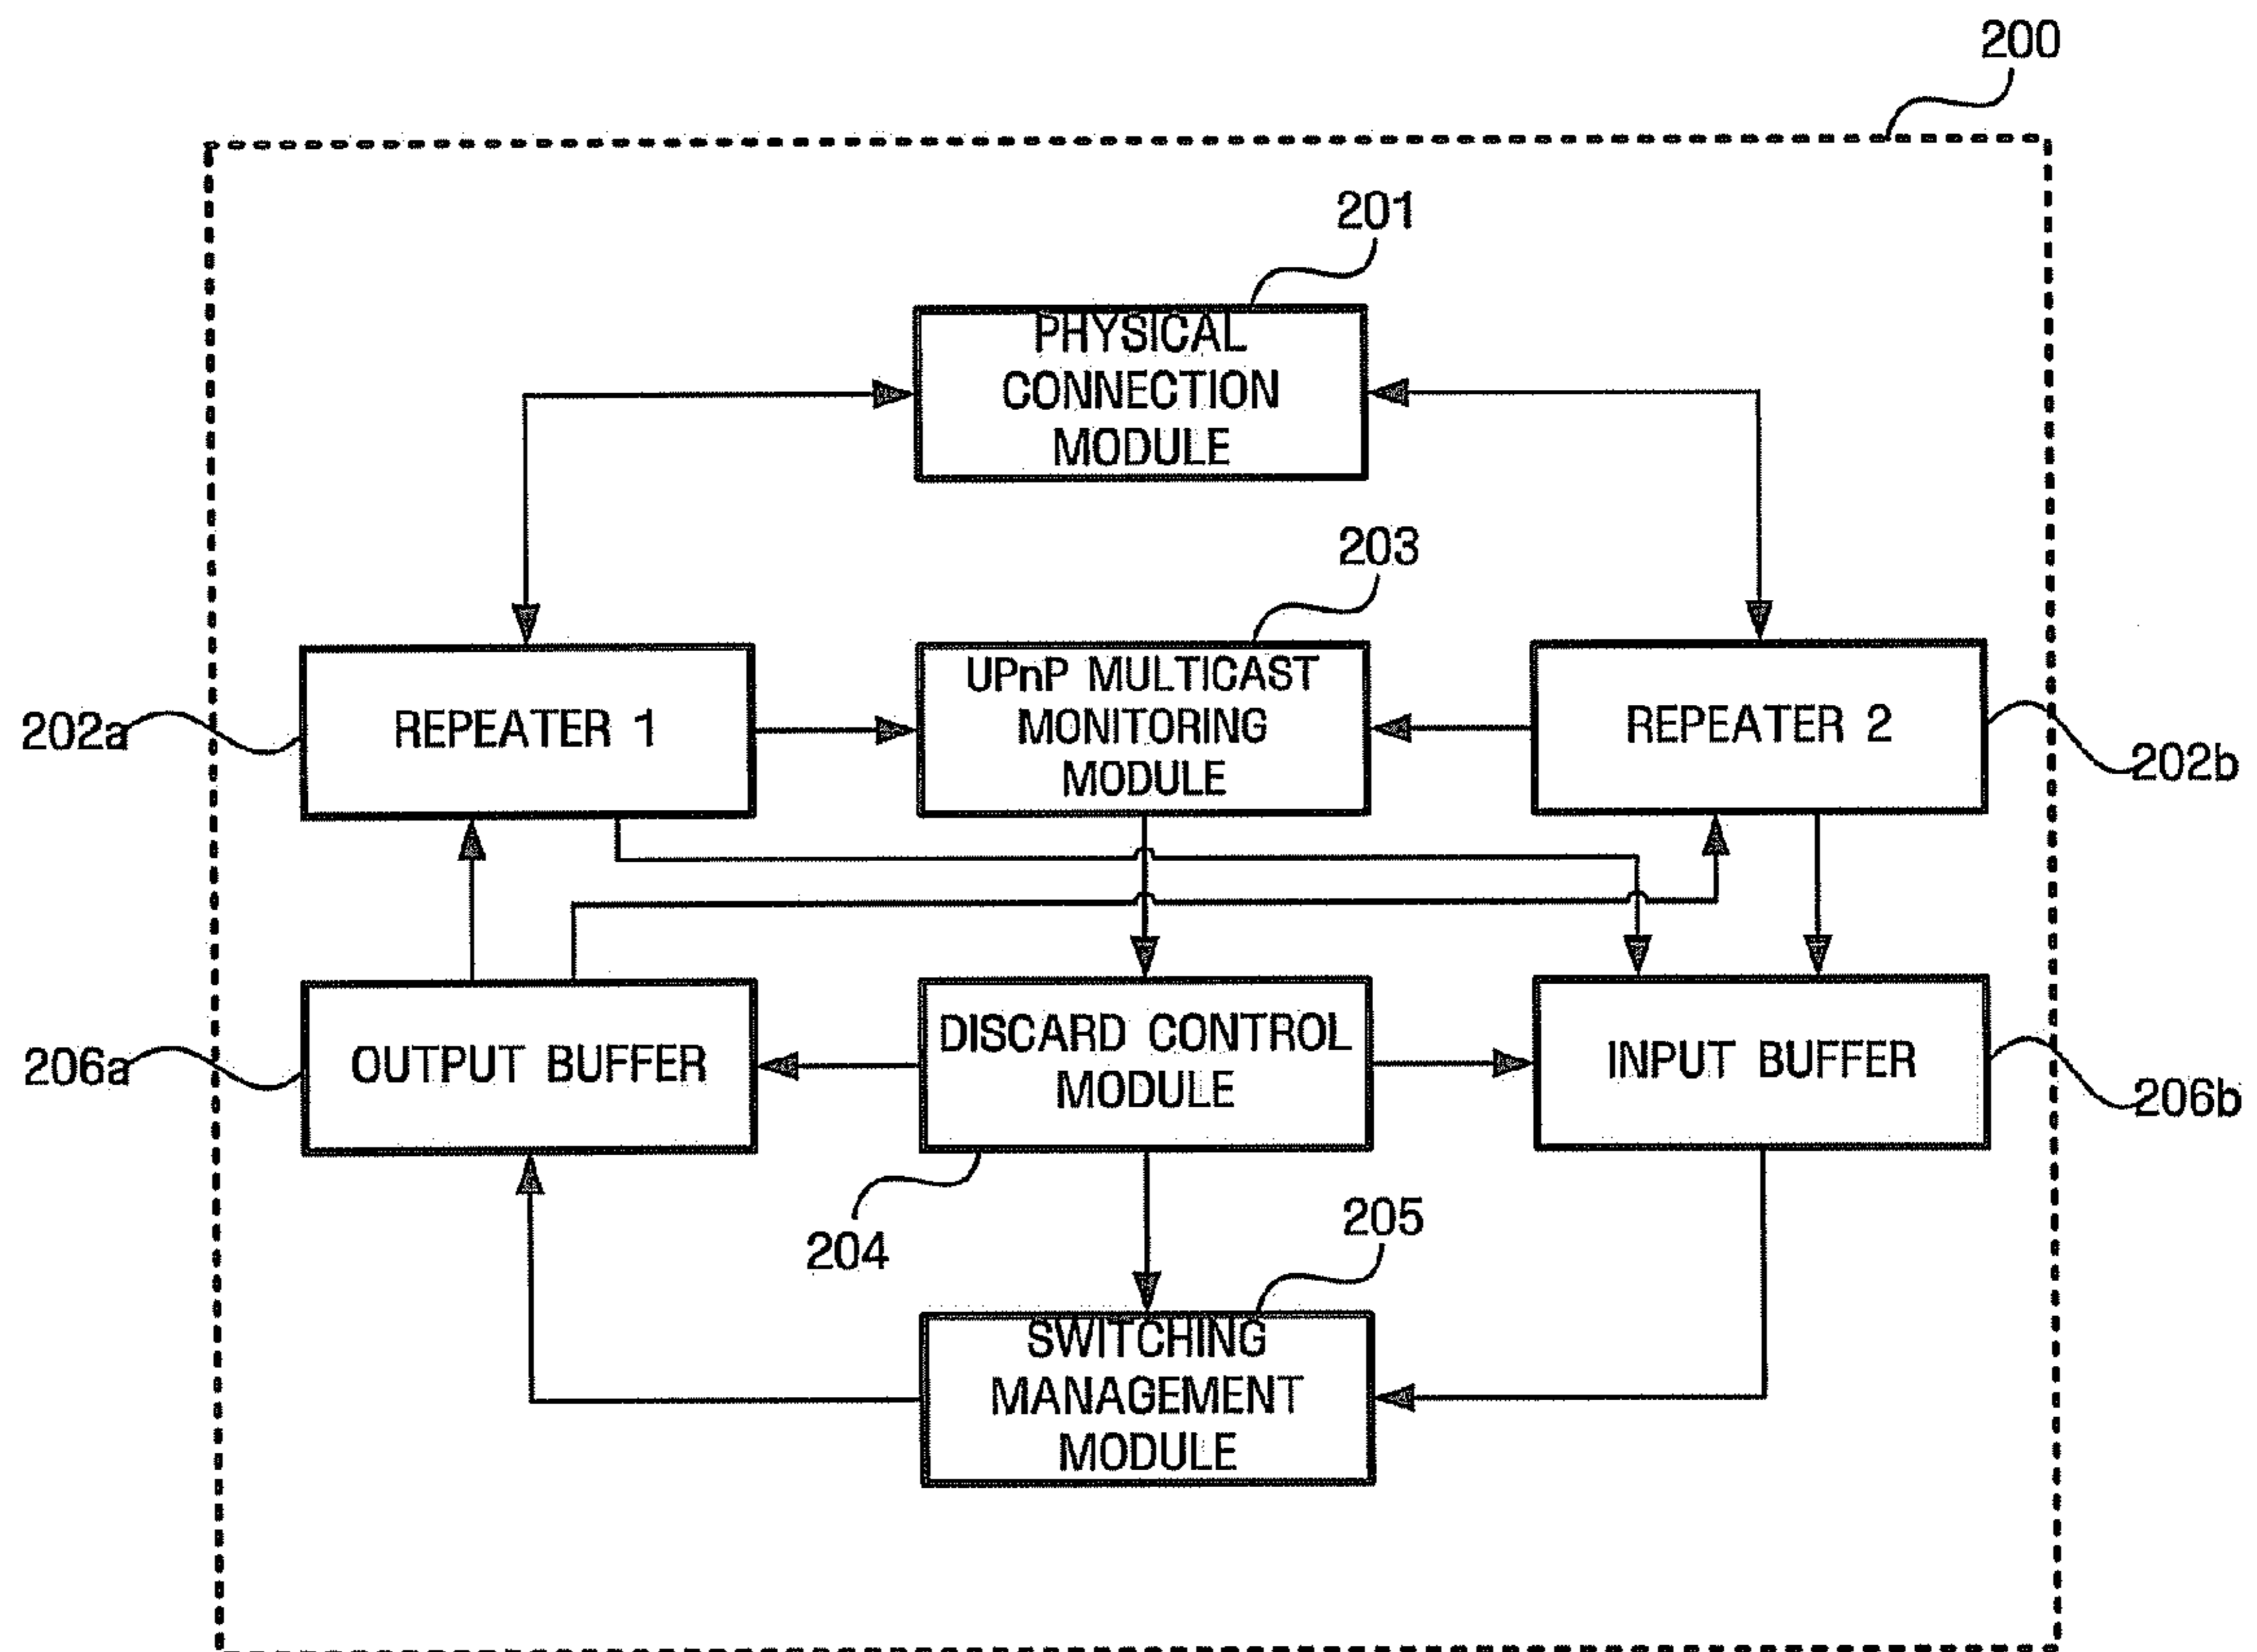 200
201
PHYSICAL
CONNECTION
MODULE
203
202a
REPEATER 1
UPnP MULTICAST
MONITORING
MODULE
REPEATER 2
202b
206a
OUTPUT BUFFER
DISCARD CONTROL
MODULE
INPUT BUFFER
206b
204
205
SWITCHING
MANAGEMENT
MODULE